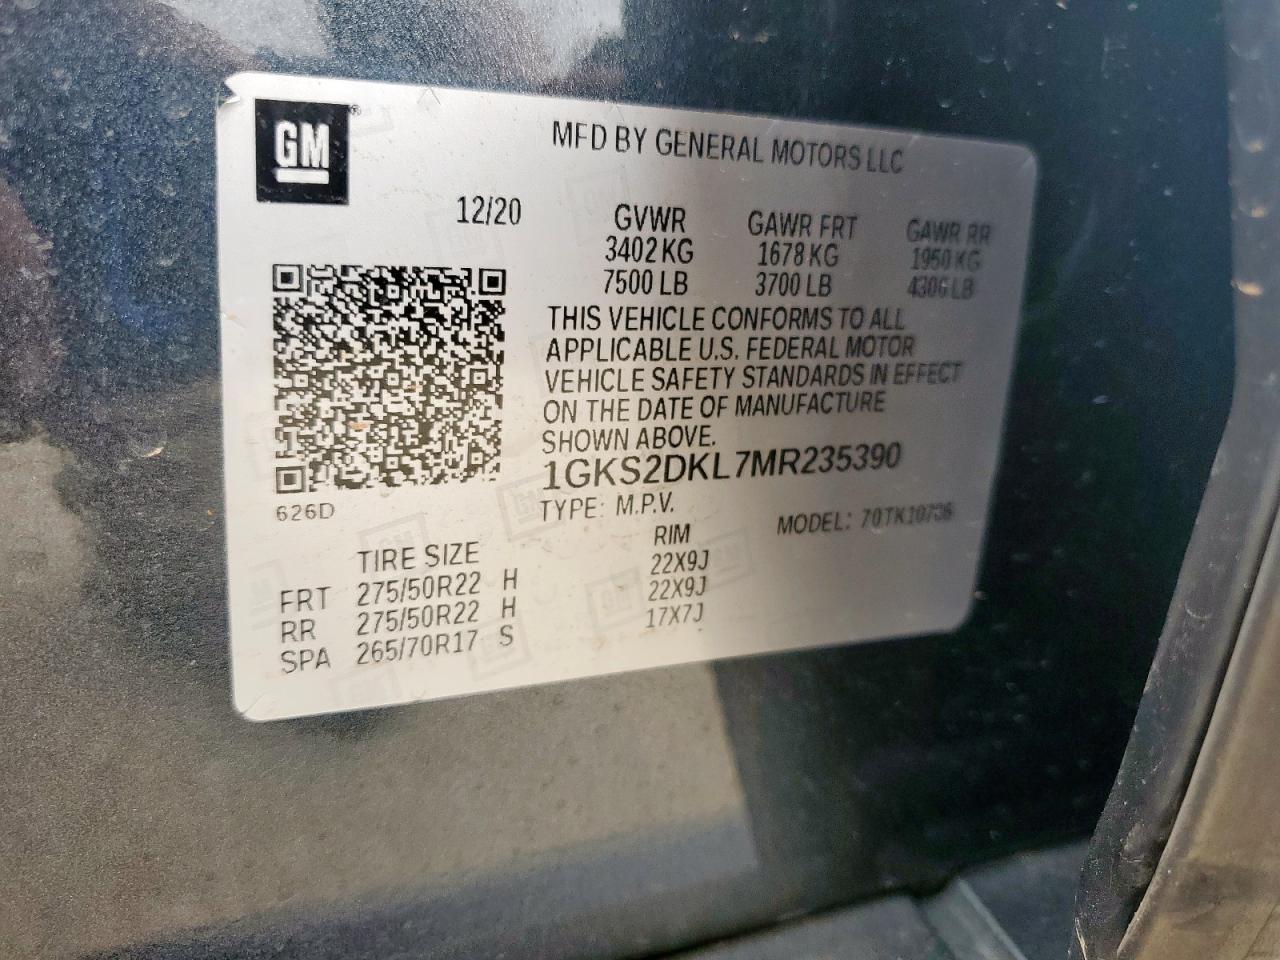 GM
MFD BY GENERAL MOTORS LLC
12/20
GVWR GAWR FRT GAWR RR
3402 KG 1678 KG 1950 KG
7500 LB 3700 LB 4300 LB
THIS VEHICLE CONFORMS TO ALL
APPLICABLE U.S. FEDERAL MOTOR
VEHICLE SAFETY STANDARDS IN EFFECT
ON THE DATE OF MANUFACTURE
SHOWN ABOVE.
1GKS2DKL7MR235390
626D
TYPE: M.P.V. MODEL:
TIRE SIZE RIM
FRT 275/50R22 H 22X9J
RR 275/50R22 H 22X9J
SPA 265/70R17 S 17X7J